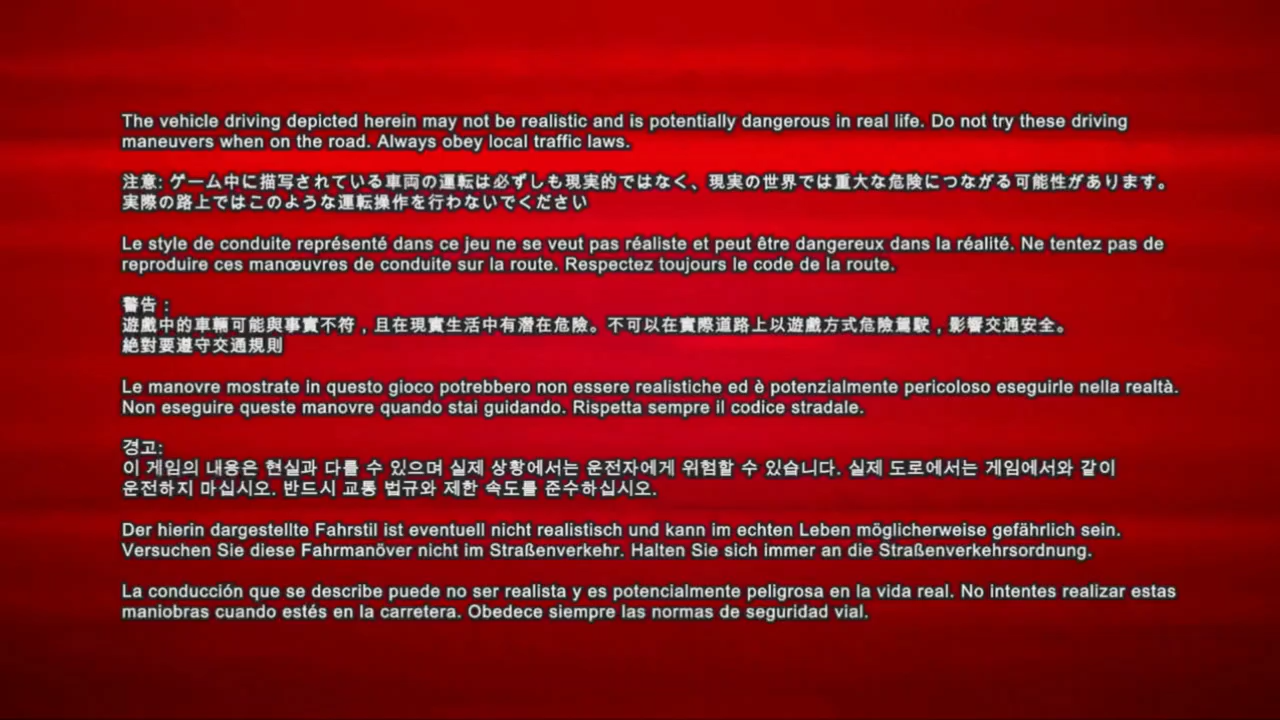 The vehicle driving depicted herein may not be realistic and is potentially dangerous in real life. Do not try these driving
maneuvers when on the road. Always obey local traffic laws.
注意: ゲーム中に描写されている車両の運転は必ずしも現実的ではなく、現実の世界では重大な危険につながる可能性があります。
実際の路上ではこのような運転操作を行わないでください
Le style de conduite représenté dans ce jeu ne se veut pas réaliste et peut être dangereux dans la réalité. Ne tentez pas de
reproduire ces manœuvres de conduite sur la route. Respectez toujours le code de la route.
警告：
遊戲中的車輛可能與事實不符，且在現實生活中有潛在危險。不可以在實際道路上以遊戲方式危險駕駛，影響交通安全。
絕對要遵守交通規則
Le manovre mostrate in questo gioco potrebbero non essere realistiche ed è potenzialmente pericoloso eseguirle nella realtà.
Non eseguire queste manovre quando stai guidando. Rispetta sempre il codice stradale.
경고:
이 게임의 내용은 현실과 다를 수 있으며 실제 상황에서는 운전자에게 위험할 수 있습니다. 실제 도로에서는 게임에서와 같이
운전하지 마십시오. 반드시 교통 법규와 제한 속도를 준수하십시오.
Der hierin dargestellte Fahrstil ist eventuell nicht realistisch und kann im echten Leben möglicherweise gefährlich sein.
Versuchen Sie diese Fahrmanöver nicht im Straßenverkehr. Halten Sie sich immer an die Straßenverkehrsordnung.
La conducción que se describe puede no ser realista y es potencialmente peligrosa en la vida real. No intentes realizar estas
maniobras cuando estés en la carretera. Obedece siempre las normas de seguridad vial.